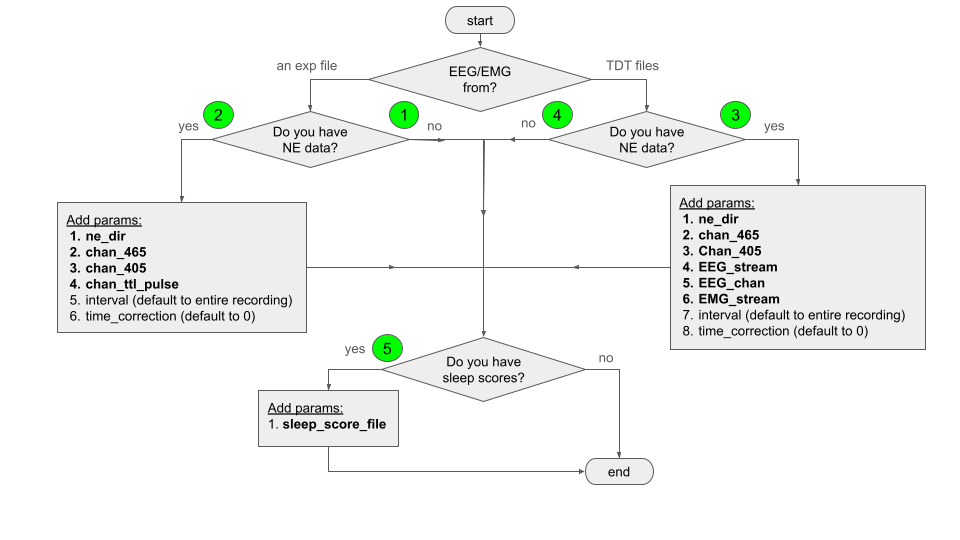 start
EEG/EMG
from?
an exp file
TDT files
2
1
4
3
yes
no
no
yes
Do you have
NE data?
Do you have
NE data?
Add params:
1. ne_dir
2. chan_465
3. chan_405
4. chan_ttl_pulse
5. interval (default to entire recording)
6. time_correction (default to 0)
Add params:
1. ne_dir
2. chan_465
3. Chan_405
4. EEG_stream
5. EEG_chan
6. EMG_stream
7. interval (default to entire recording)
8. time_correction (default to 0)
yes
5
Do you have
sleep scores?
no
Add params:
1. sleep_score_file
end